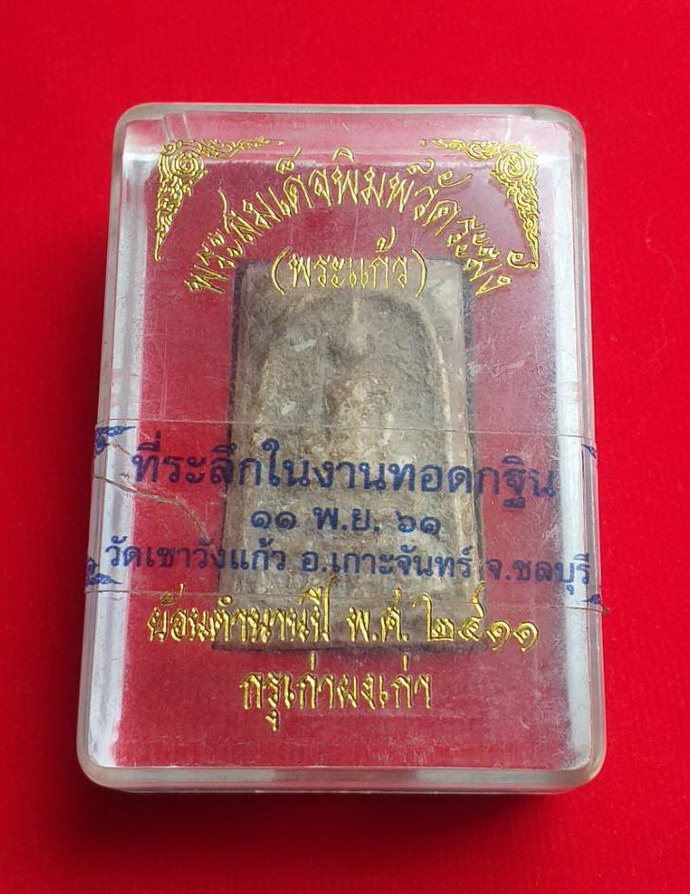 พระสมเด็จพิมพ์วัดระฆัง
(พระแก้ว)
ที่ระลึกในงานทอดกฐิน
๑๑ พ.ย. ๖๑
วัดเขาวังแก้ว อ.เกาะจันทร์ จ.ชลบุรี
ย้อนตำนานปี พ.ศ. ๒๔๑๑
กรุเก่าผงเก่า